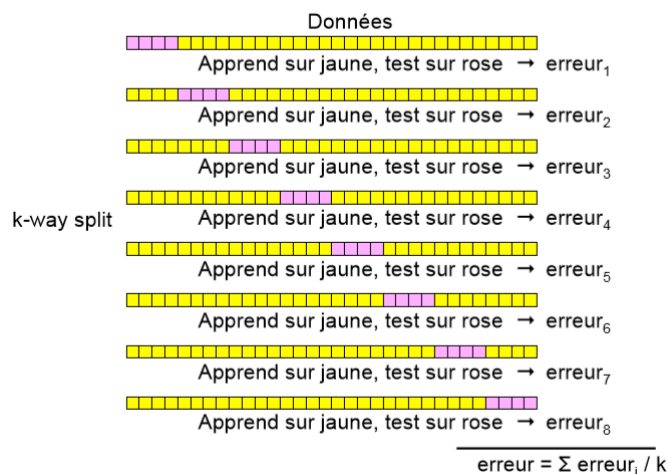 Données
Apprend sur jaune, test sur rose → erreur₁
Apprend sur jaune, test sur rose → erreur₂
Apprend sur jaune, test sur rose → erreur₃
k-way split
Apprend sur jaune, test sur rose → erreur₄
Apprend sur jaune, test sur rose → erreur₅
Apprend sur jaune, test sur rose → erreur₆
Apprend sur jaune, test sur rose → erreur₇
Apprend sur jaune, test sur rose → erreur₈
erreur = Σ erreurᵢ / k